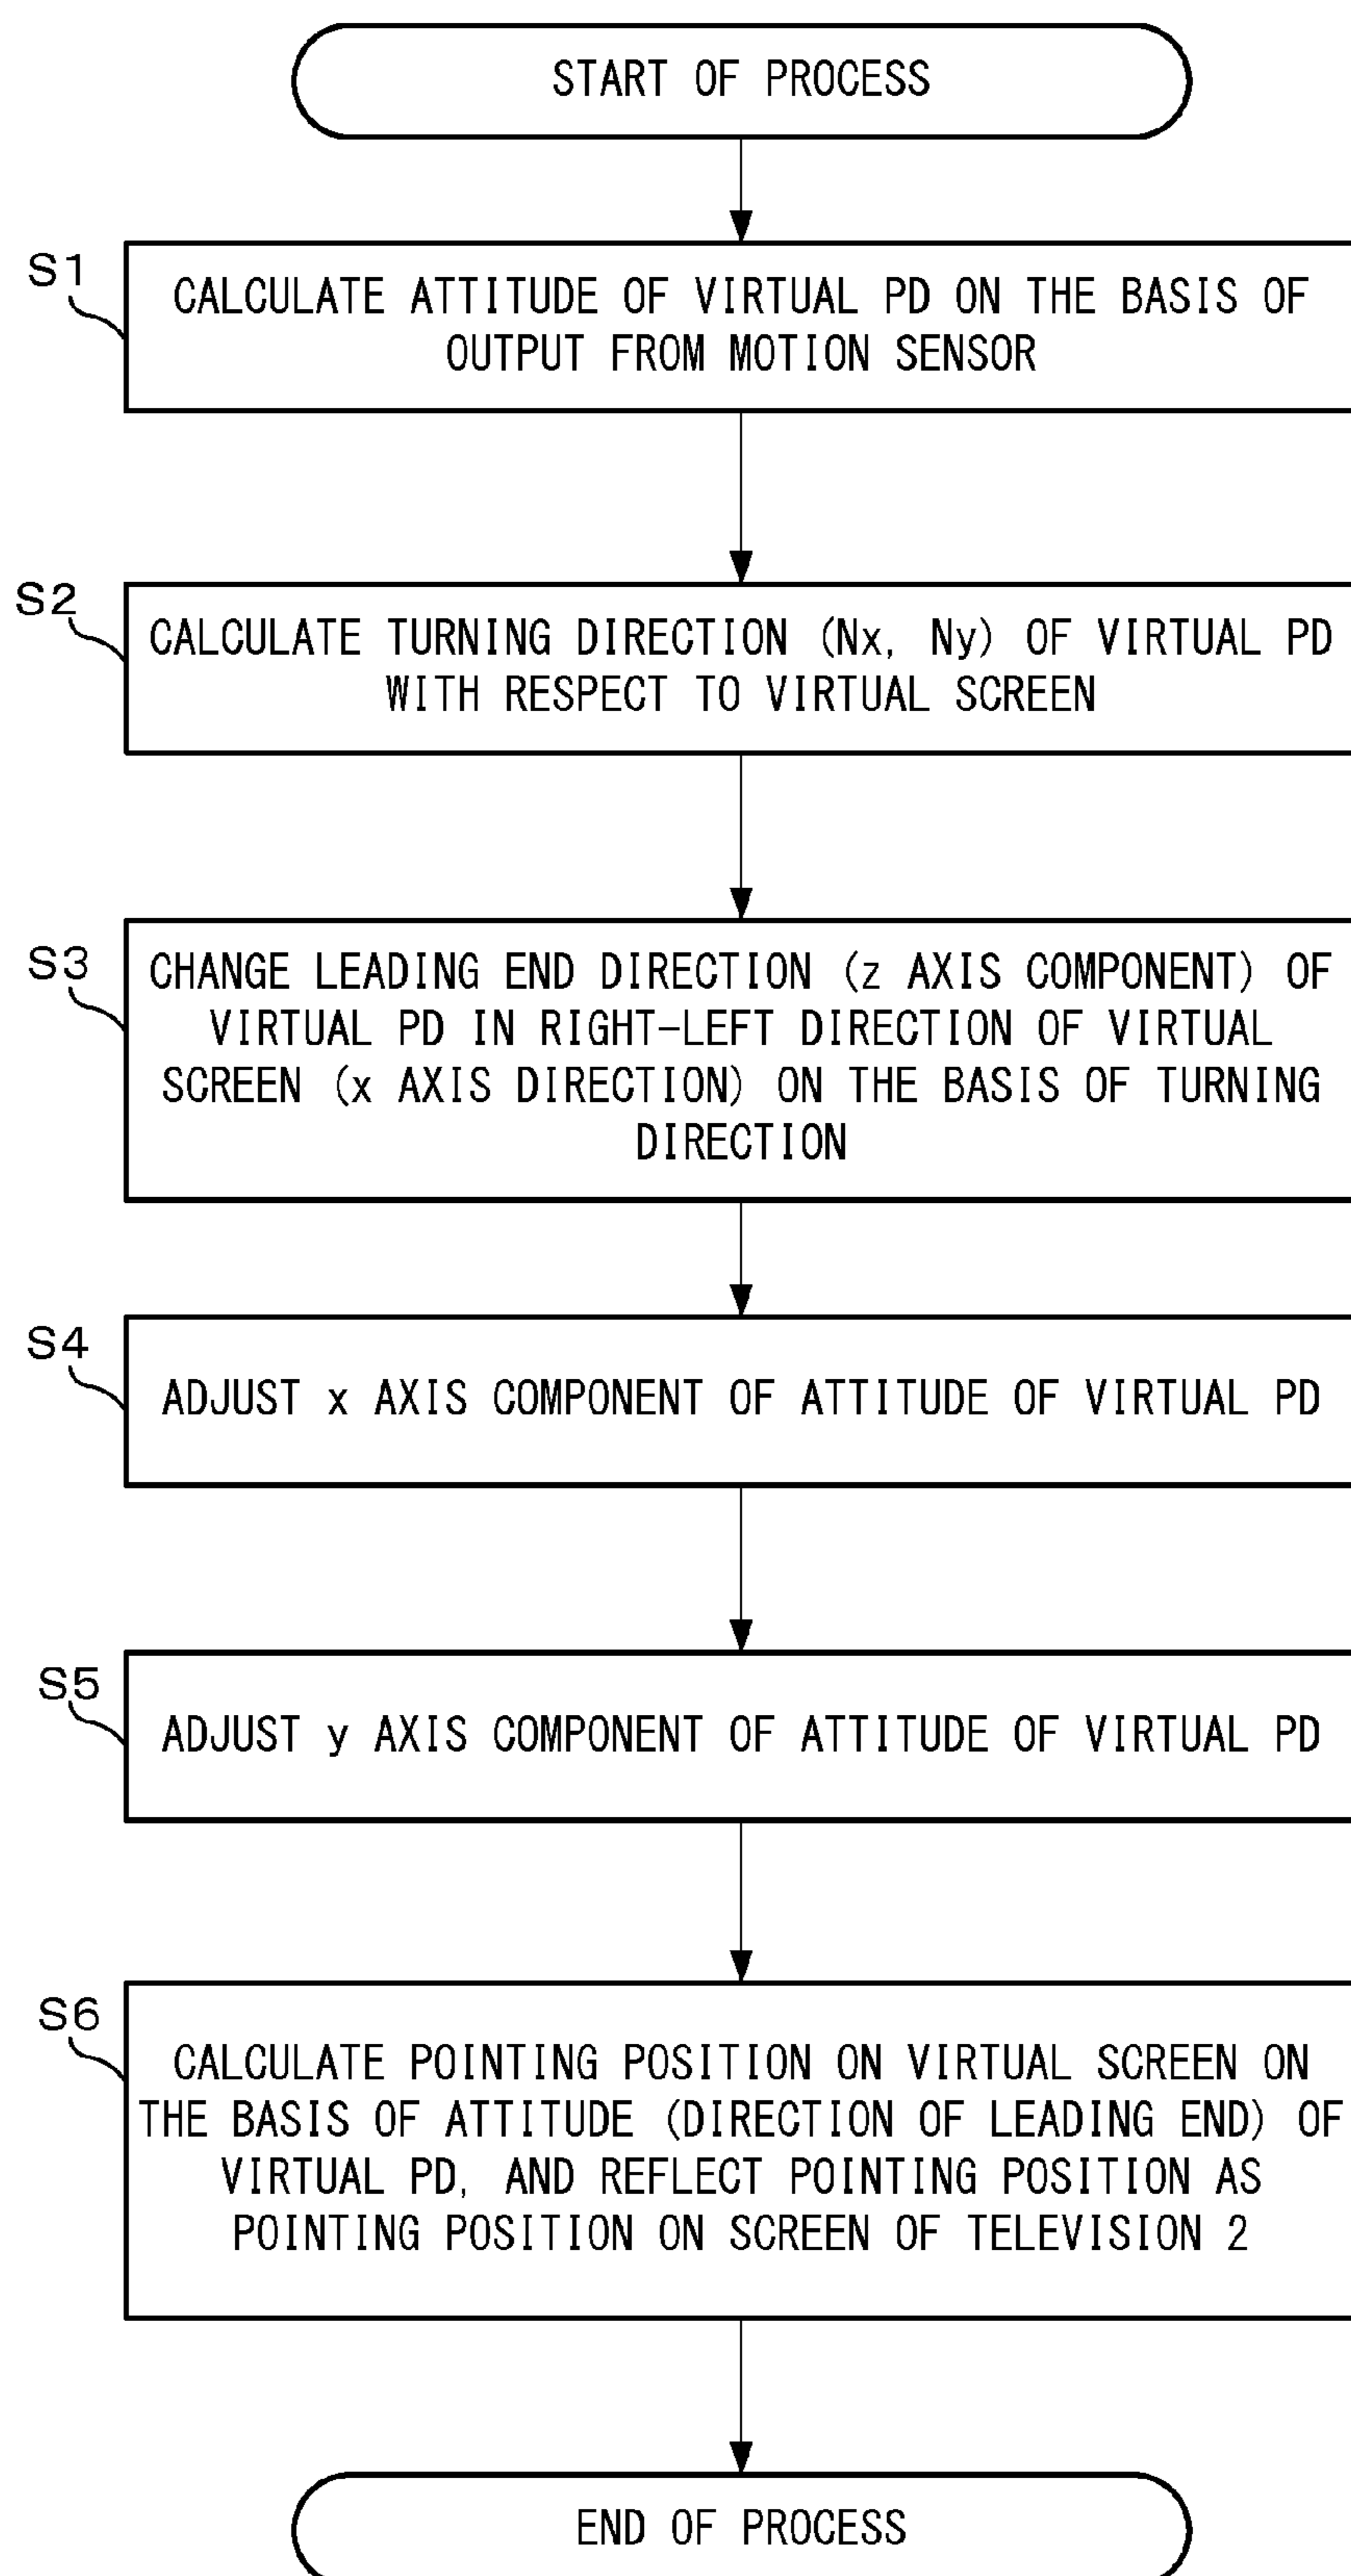 START OF PROCESS
S1
CALCULATE ATTITUDE OF VIRTUAL PD ON THE BASIS OF
OUTPUT FROM MOTION SENSOR
S2
CALCULATE TURNING DIRECTION (Nx, Ny) OF VIRTUAL PD
WITH RESPECT TO VIRTUAL SCREEN
S3
CHANGE LEADING END DIRECTION (z AXIS COMPONENT) OF
VIRTUAL PD IN RIGHT-LEFT DIRECTION OF VIRTUAL
SCREEN (x AXIS DIRECTION) ON THE BASIS OF TURNING
DIRECTION
S4
ADJUST x AXIS COMPONENT OF ATTITUDE OF VIRTUAL PD
S5
ADJUST y AXIS COMPONENT OF ATTITUDE OF VIRTUAL PD
S6
CALCULATE POINTING POSITION ON VIRTUAL SCREEN ON
THE BASIS OF ATTITUDE (DIRECTION OF LEADING END) OF
VIRTUAL PD, AND REFLECT POINTING POSITION AS
POINTING POSITION ON SCREEN OF TELEVISION 2
END OF PROCESS